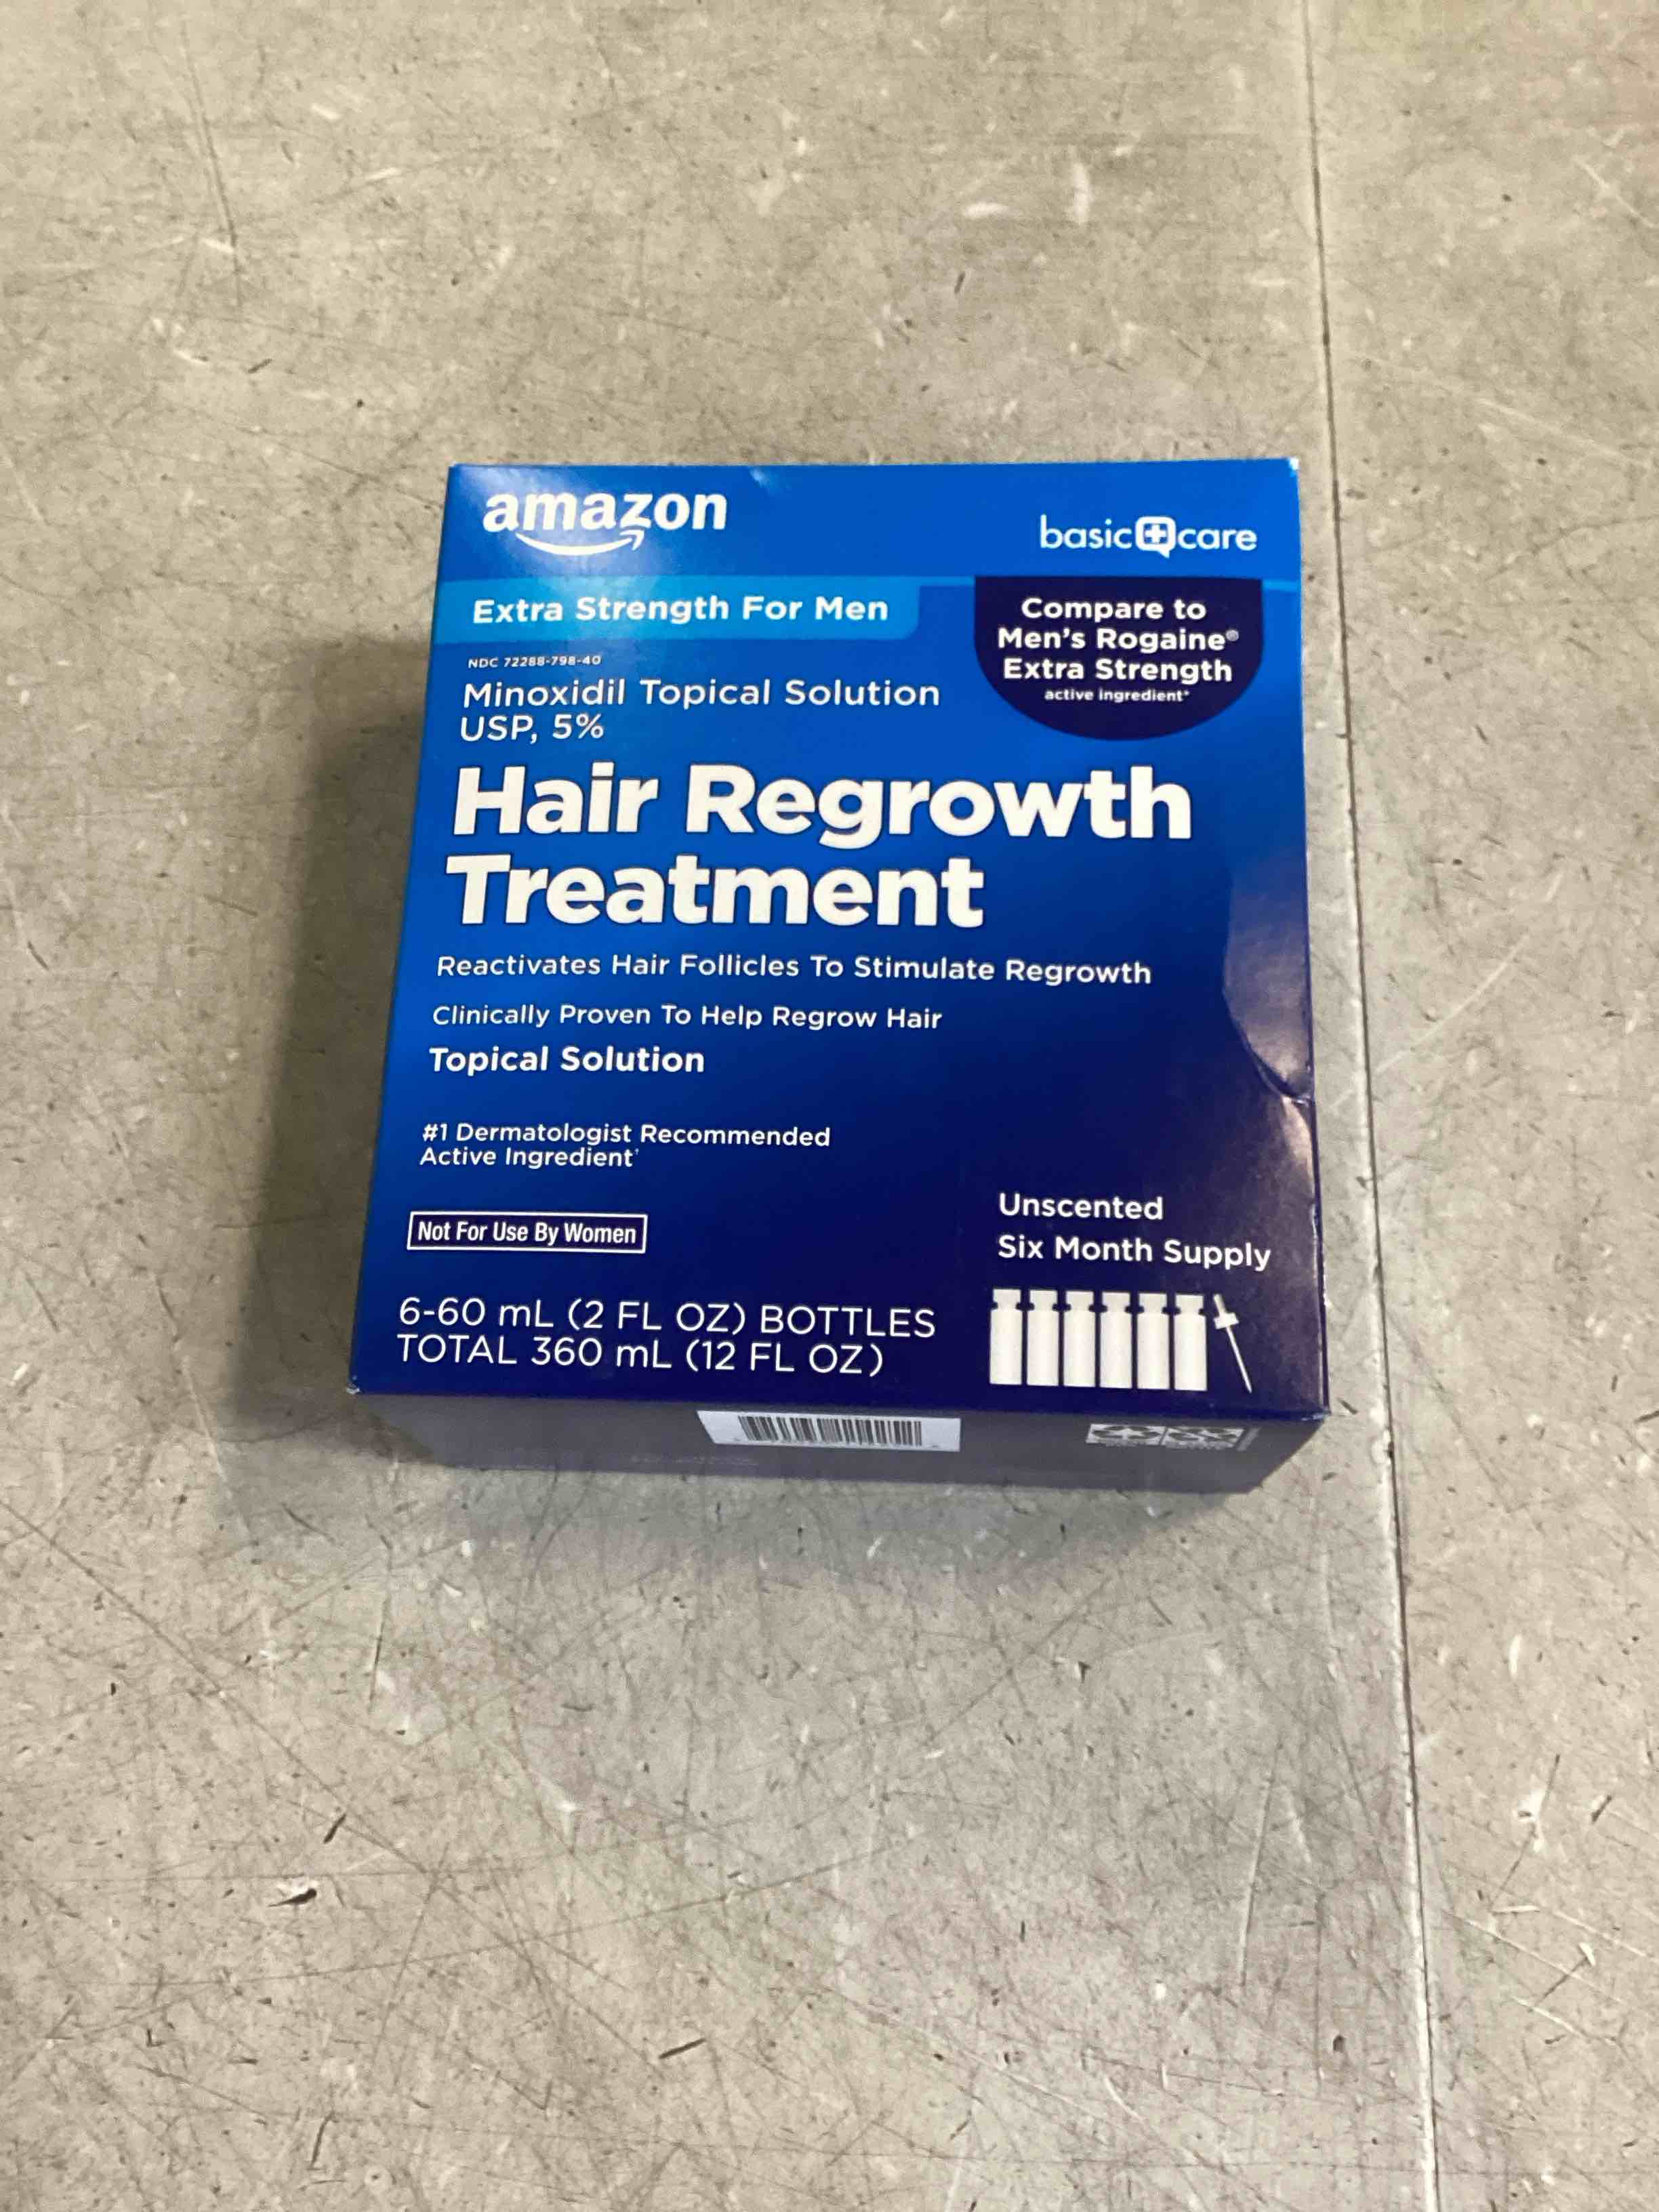 amazon
basic care
Extra Strength For Men
Compare to
Men's Rogaine®
Extra Strength
active ingredient*
NDC 72288-798-40
Minoxidil Topical Solution
USP, 5%
Hair Regrowth
Treatment
Reactivates Hair Follicles To Stimulate Regrowth
Clinically Proven To Help Regrow Hair
Topical Solution
#1 Dermatologist Recommended
Active Ingredient†
Not For Use By Women
Unscented
Six Month Supply
6-60 mL (2 FL OZ) BOTTLES
TOTAL 360 mL (12 FL OZ)